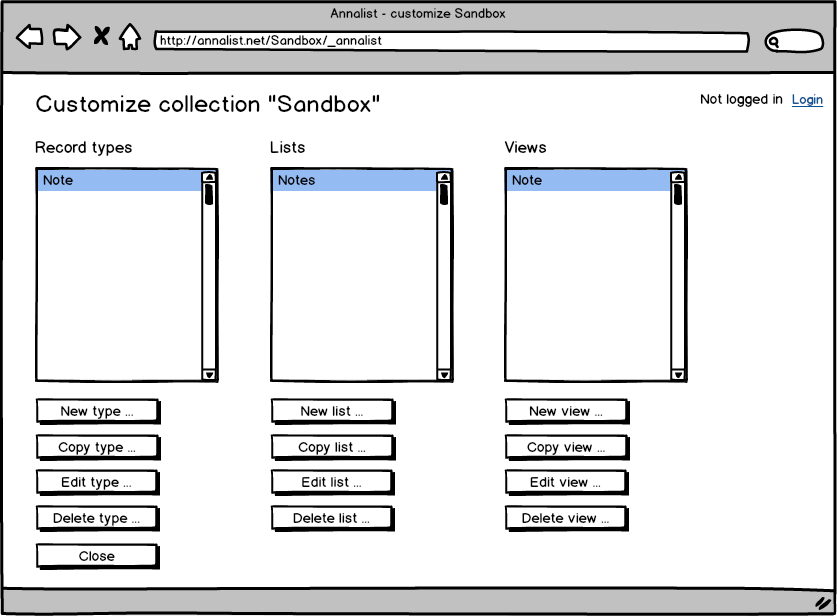 Annalist - customize Sandbox
http://annalist.net/Sandbox/_annalist
Customize collection "Sandbox"
Not logged in Login
Record types Lists Views
Note Notes Note
New type ... New list ... New view ...
Copy type ... Copy list ... Copy view ...
Edit type ... Edit list ... Edit view ...
Delete type ... Delete list ... Delete view ...
Close